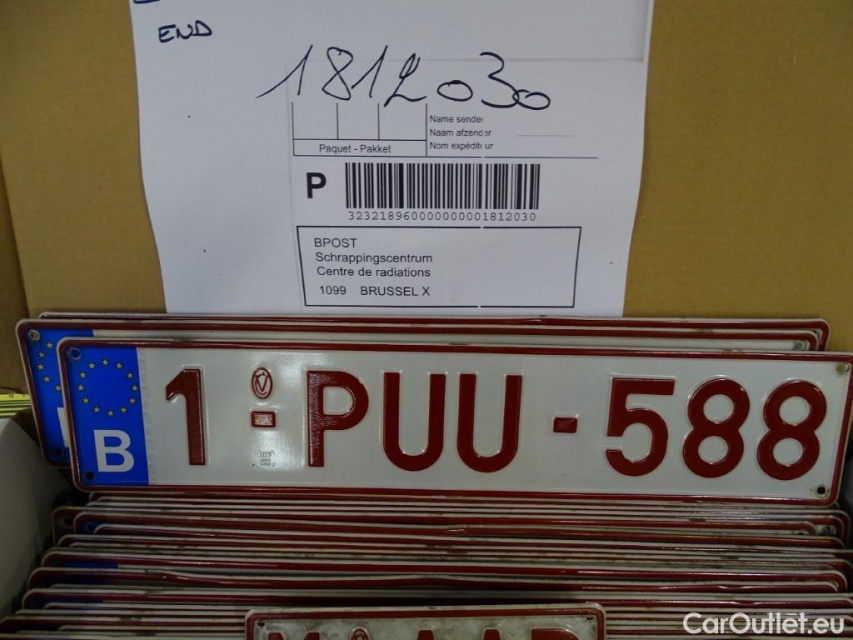 END
1812030
Name sender
Naam afzender
Nom expéditeur
Paquet - Pakket
P
323218960000000001812030
BPOST
Schrappingscentrum
Centre de radiations
1099 BRUSSEL X
B 1-PUU-588
CarOutlet.eu